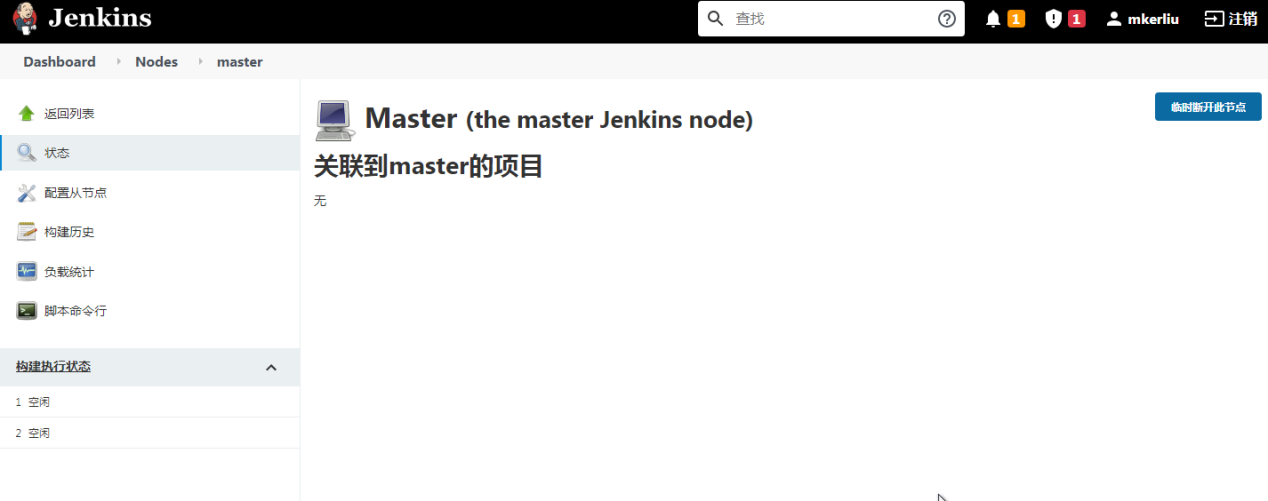 Jenkins
查找
1
1
mkerliu
注销
Dashboard
Nodes
master
返回列表
状态
配置从节点
构建历史
负载统计
脚本命令行
构建执行状态
1 空闲
2 空闲
Master (the master Jenkins node)
临时断开此节点
关联到master的项目
无